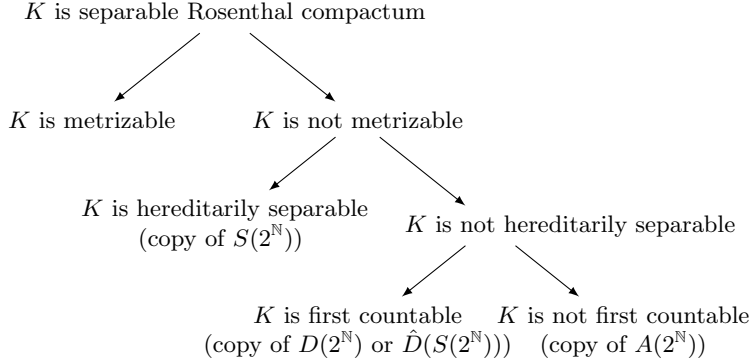 K is separable Rosenthal compactum
K is metrizable
K is not metrizable
K is hereditarily separable
(copy of S(2^ℕ))
K is not hereditarily separable
K is first countable
(copy of D(2^ℕ) or D̂(S(2^ℕ)))
K is not first countable
(copy of A(2^ℕ))